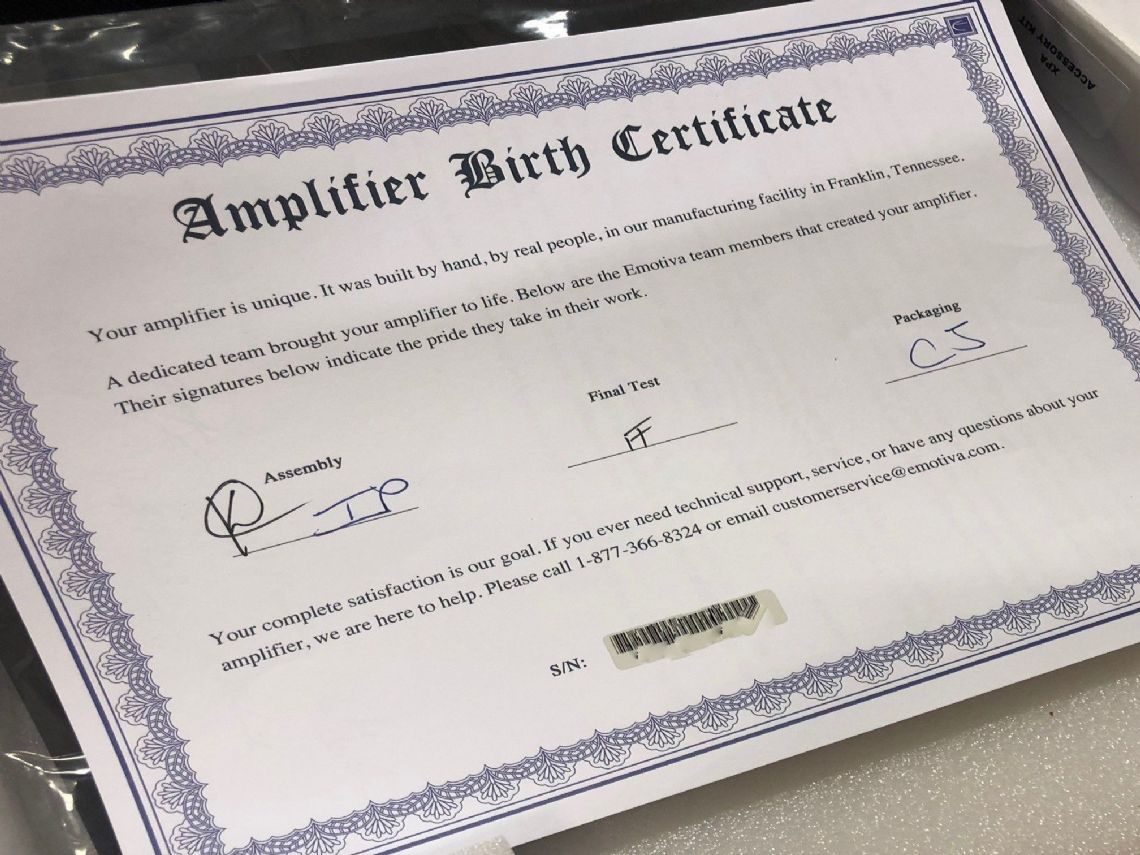 XPA
ACCESSORY KIT
Amplifier Birth Certificate
Your amplifier is unique. It was built by hand, by real people, in our manufacturing facility in Franklin, Tennessee.
A dedicated team brought your amplifier to life. Below are the Emotiva team members that created your amplifier.
Their signatures below indicate the pride they take in their work.
Packaging
CJ
Final Test
FF
Assembly
Your complete satisfaction is our goal. If you ever need technical support, service, or have any questions about your
amplifier, we are here to help. Please call 1-877-366-8324 or email customerservice@emotiva.com.
S/N: